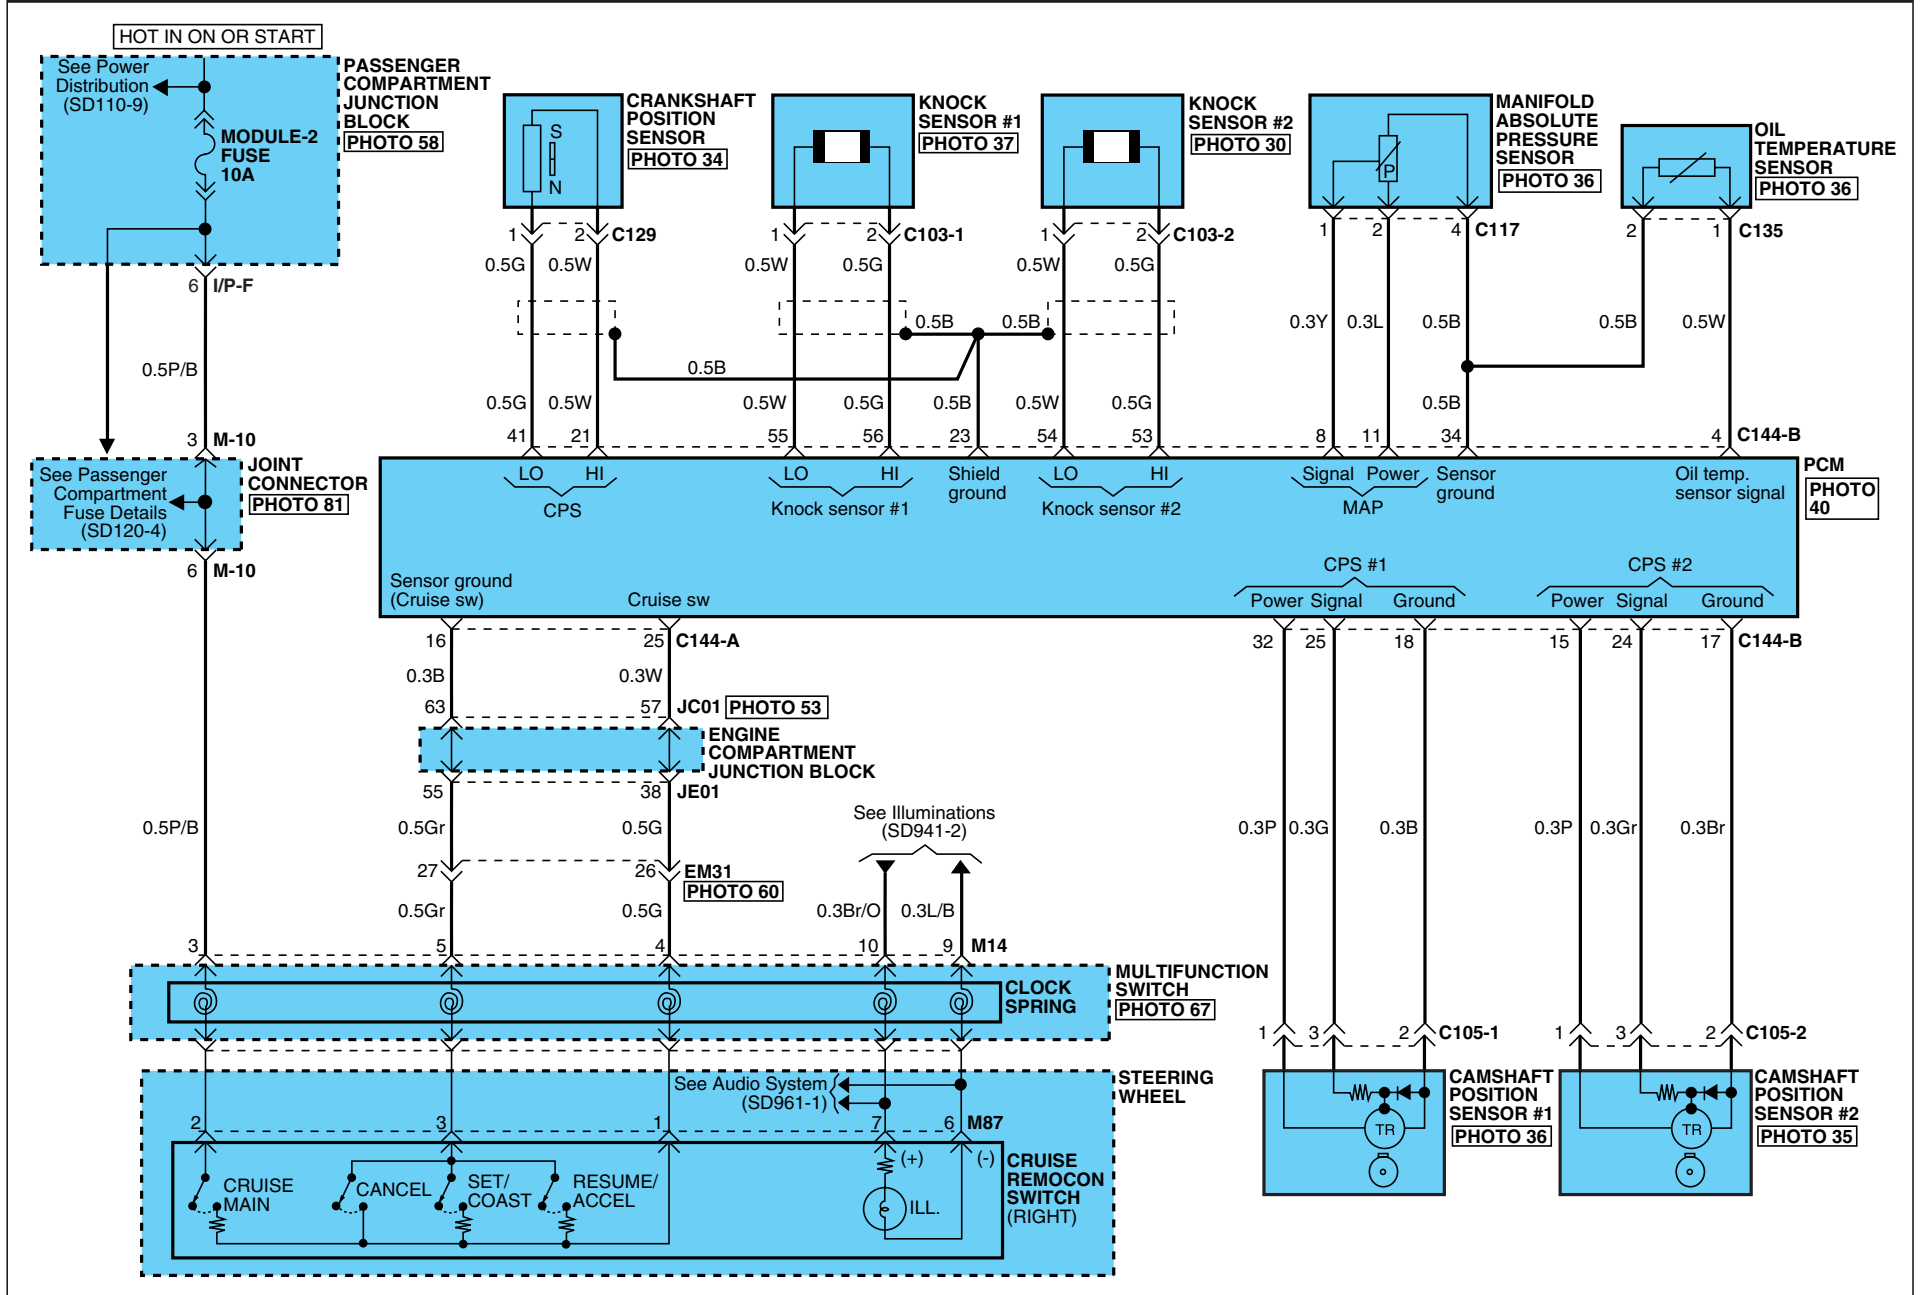 HOT IN ON OR START
See Power
Distribution
(SD110-9)
MODULE-2
FUSE
10A
PASSENGER
COMPARTMENT
JUNCTION
BLOCK
PHOTO 58
6 I/P-F
0.5P/B
3 M-10
See Passenger
Compartment
Fuse Details
(SD120-4)
JOINT
CONNECTOR
PHOTO 81
6 M-10
0.5P/B
CRANKSHAFT
POSITION
SENSOR
PHOTO 34
S
N
1 2 C129
0.5G 0.5W
0.5B
0.5G 0.5W
41 21
KNOCK
SENSOR #1
PHOTO 37
1 2 C103-1
0.5W 0.5G
0.5B 0.5B
0.5W 0.5G 0.5B
55 56 23
KNOCK
SENSOR #2
PHOTO 30
1 2 C103-2
0.5W 0.5G
0.5W 0.5G
54 53
MANIFOLD
ABSOLUTE
PRESSURE
SENSOR
PHOTO 36
P
1 2 4 C117
0.3Y 0.3L 0.5B
0.5B
8 11 34
OIL
TEMPERATURE
SENSOR
PHOTO 36
2 1 C135
0.5B 0.5W
4 C144-B
LO HI
CPS
LO HI
Knock sensor #1
Shield
ground
LO HI
Knock sensor #2
Signal Power
MAP
Sensor
ground
Oil temp.
sensor signal
PCM
PHOTO
40
Sensor ground
(Cruise sw)
Cruise sw
CPS #1
Power Signal Ground
CPS #2
Power Signal Ground
16 25 C144-A
0.3B 0.3W
63 57 JC01 PHOTO 53
ENGINE
COMPARTMENT
JUNCTION BLOCK
55 38 JE01
0.5Gr 0.5G
27 26 EM31
PHOTO 60
0.5Gr 0.5G
See Illuminations
(SD941-2)
0.3Br/O 0.3L/B
3 5 4 10 9 M14
CLOCK
SPRING
MULTIFUNCTION
SWITCH
PHOTO 67
See Audio System
(SD961-1)
STEERING
WHEEL
2 3 1 7 6 M87
CRUISE
MAIN
CANCEL
SET/
COAST
RESUME/
ACCEL
(+) (-)
ILL.
CRUISE
REMOCON
SWITCH
(RIGHT)
32 25 18 15 24 17 C144-B
0.3P 0.3G 0.3B 0.3P 0.3Gr 0.3Br
1 3 2 C105-1
TR
CAMSHAFT
POSITION
SENSOR #1
PHOTO 36
1 3 2 C105-2
TR
CAMSHAFT
POSITION
SENSOR #2
PHOTO 35